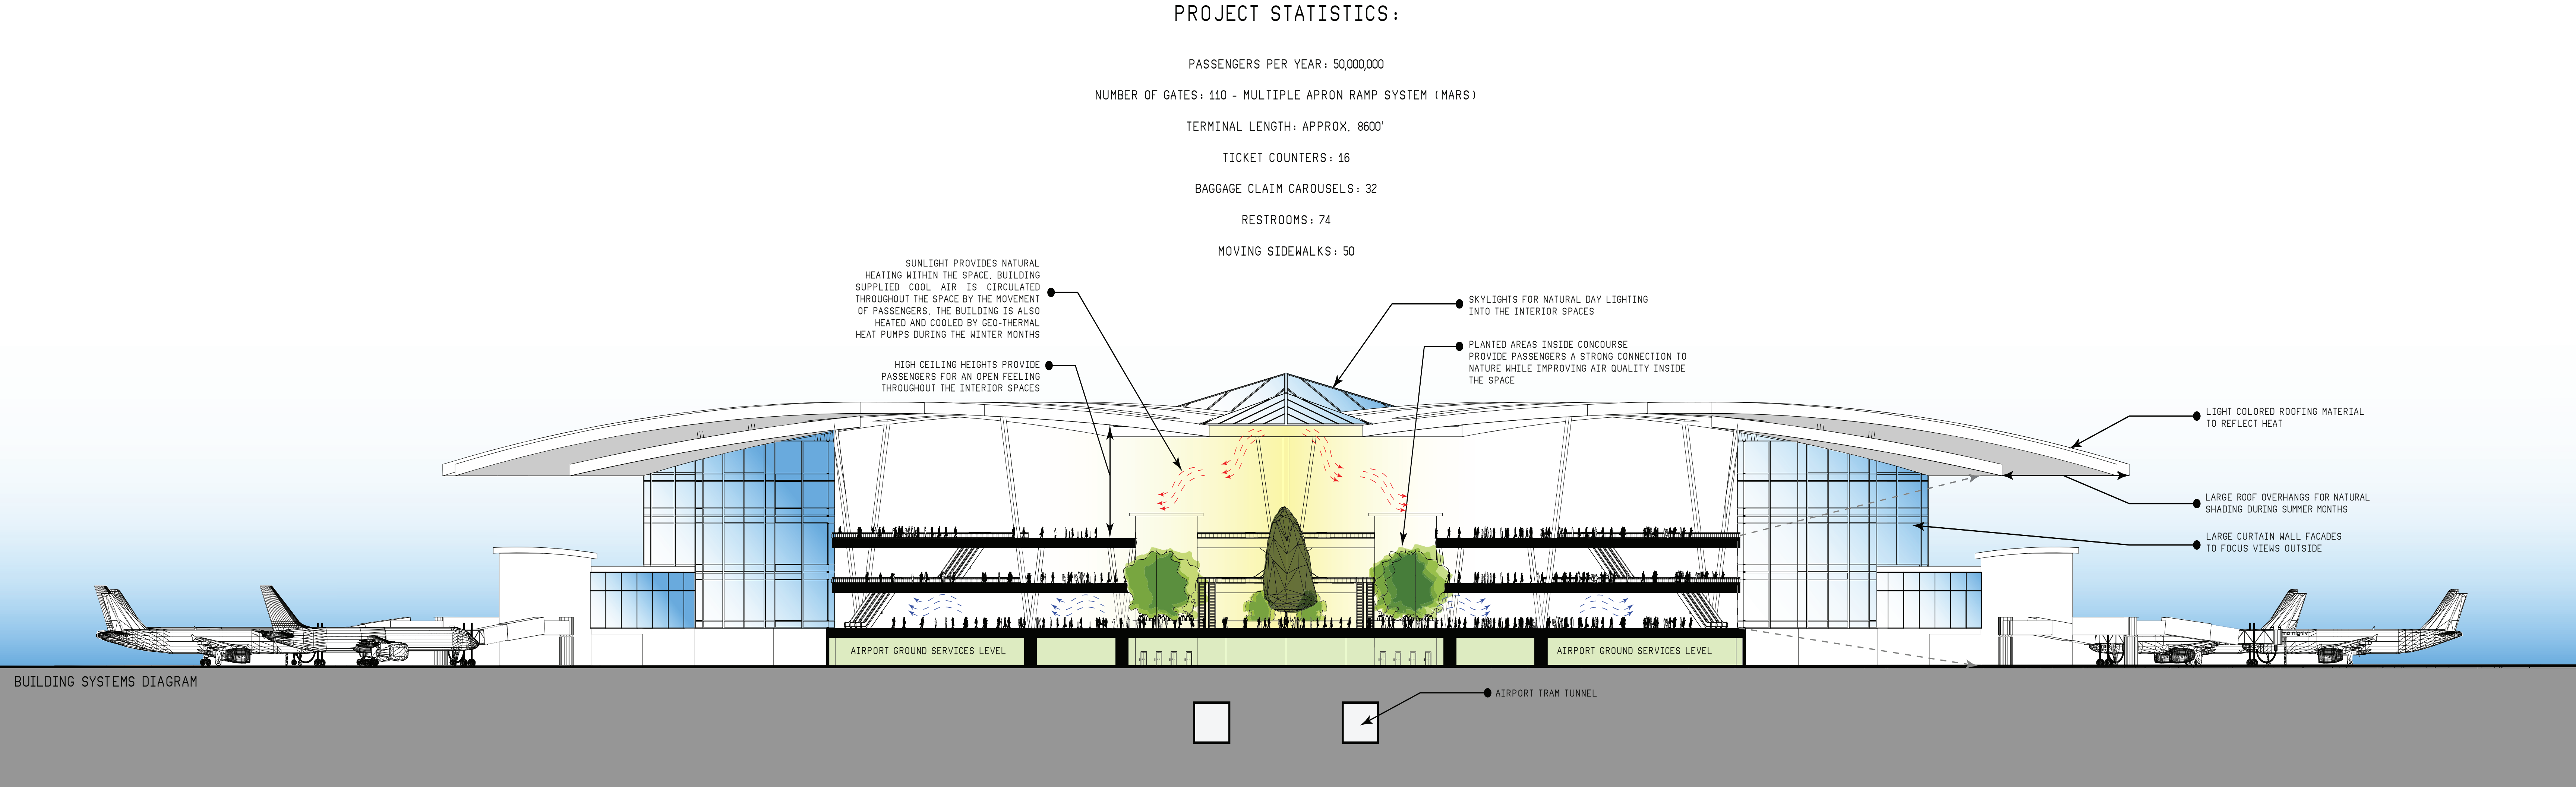 PROJECT STATISTICS:
PASSENGERS PER YEAR: 50,000,000
NUMBER OF GATES: 110 - MULTIPLE APRON RAMP SYSTEM (MARS)
TERMINAL LENGTH: APPROX. 8600'
TICKET COUNTERS: 16
BAGGAGE CLAIM CAROUSELS: 32
RESTROOMS: 74
MOVING SIDEWALKS: 50
SUNLIGHT PROVIDES NATURAL
HEATING WITHIN THE SPACE, BUILDING
SUPPLIED COOL AIR IS CIRCULATED
THROUGHOUT THE SPACE BY THE MOVEMENT
OF PASSENGERS. THE BUILDING IS ALSO
HEATED AND COOLED BY GEO-THERMAL
HEAT PUMPS DURING THE WINTER MONTHS
HIGH CEILING HEIGHTS PROVIDE
PASSENGERS FOR AN OPEN FEELING
THROUGHOUT THE INTERIOR SPACES
SKYLIGHTS FOR NATURAL DAY LIGHTING
INTO THE INTERIOR SPACES
PLANTED AREAS INSIDE CONCOURSE
PROVIDE PASSENGERS A STRONG CONNECTION TO
NATURE WHILE IMPROVING AIR QUALITY INSIDE
THE SPACE
LIGHT COLORED ROOFING MATERIAL
TO REFLECT HEAT
LARGE ROOF OVERHANGS FOR NATURAL
SHADING DURING SUMMER MONTHS
LARGE CURTAIN WALL FACADES
TO FOCUS VIEWS OUTSIDE
AIRPORT GROUND SERVICES LEVEL
AIRPORT GROUND SERVICES LEVEL
BUILDING SYSTEMS DIAGRAM
AIRPORT TRAM TUNNEL